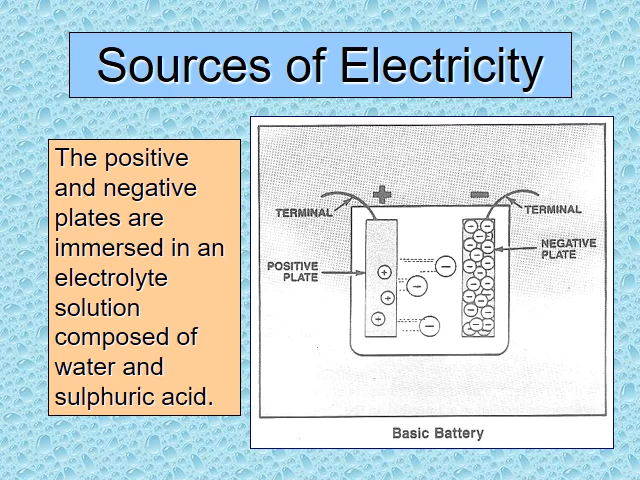 Sources of Electricity
The positive
and negative
plates are
immersed in an
electrolyte
solution
composed of
water and
sulphuric acid.
+ −
TERMINAL
TERMINAL
NEGATIVE
PLATE
POSITIVE
PLATE
Basic Battery